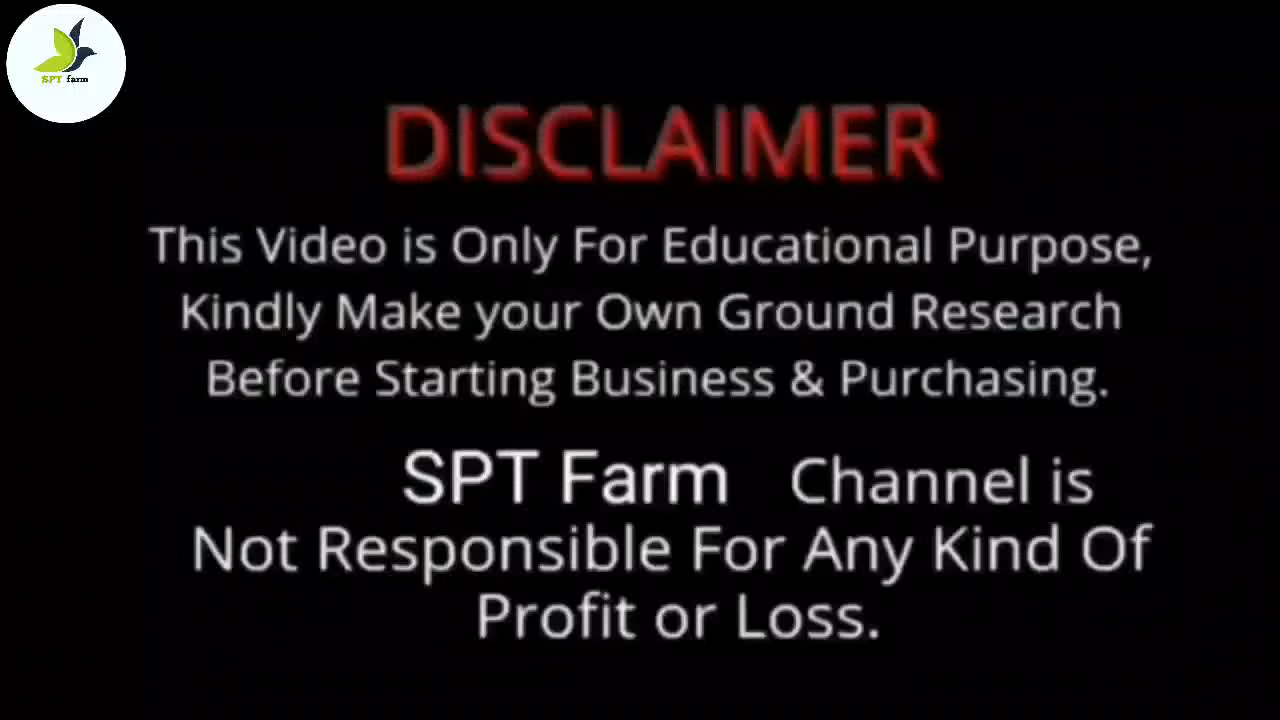 SPT farm
DISCLAIMER
This Video is Only For Educational Purpose,
Kindly Make your Own Ground Research
Before Starting Business & Purchasing.
SPT Farm Channel is
Not Responsible For Any Kind Of
Profit or Loss.